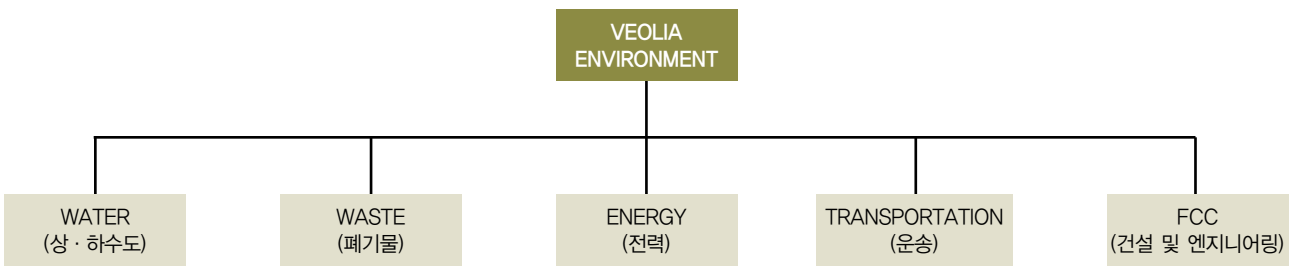 VEOLIA
ENVIRONMENT
WATER
(상 · 하수도)
WASTE
(폐기물)
ENERGY
(전력)
TRANSPORTATION
(운송)
FCC
(건설 및 엔지니어링)